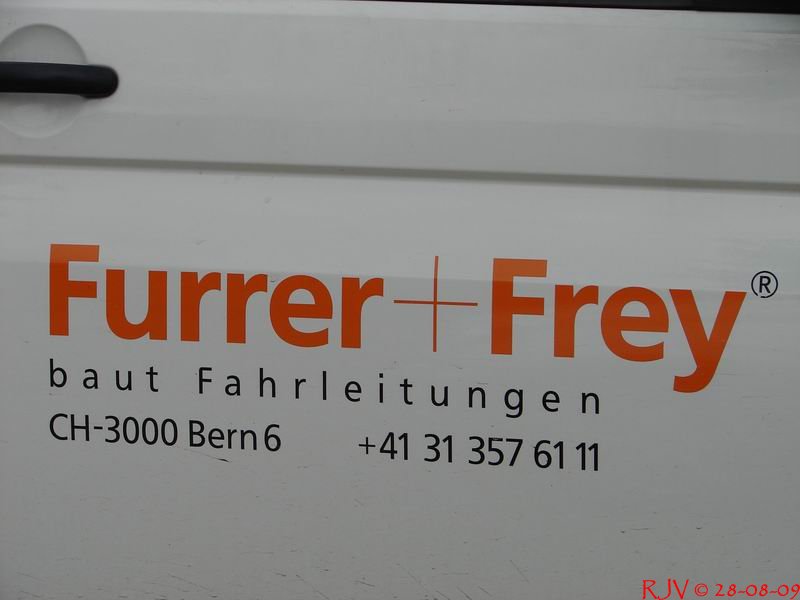 Furrer+Frey®
baut Fahrleitungen
CH-3000 Bern 6 +41 31 357 61 11
RJV © 28-08-09